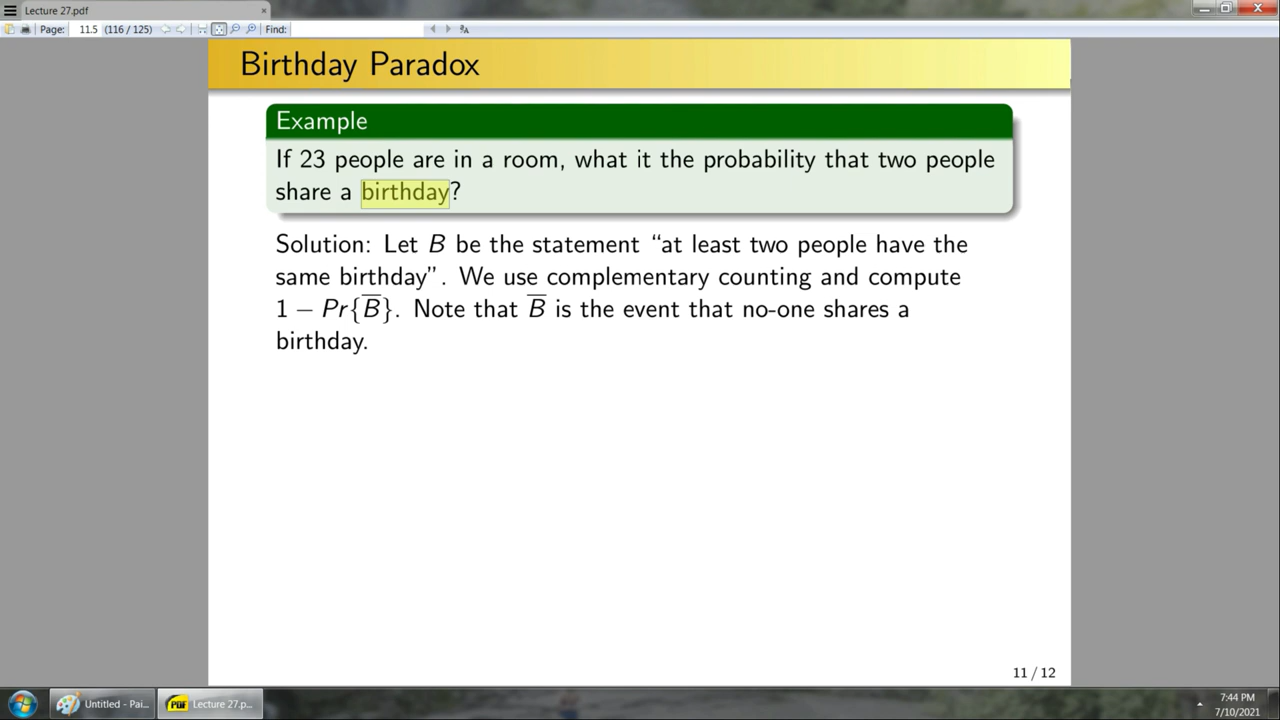 Lecture 27.pdf
Page: 11.5 (116 / 125) Find:
Birthday Paradox
Example
If 23 people are in a room, what it the probability that two people
share a birthday?
Solution: Let B be the statement “at least two people have the
same birthday”. We use complementary counting and compute
1 − Pr{B̅}. Note that B̅ is the event that no-one shares a
birthday.
11 / 12
Untitled - Pai... PDF Lecture 27.p... 7:44 PM
7/10/2021